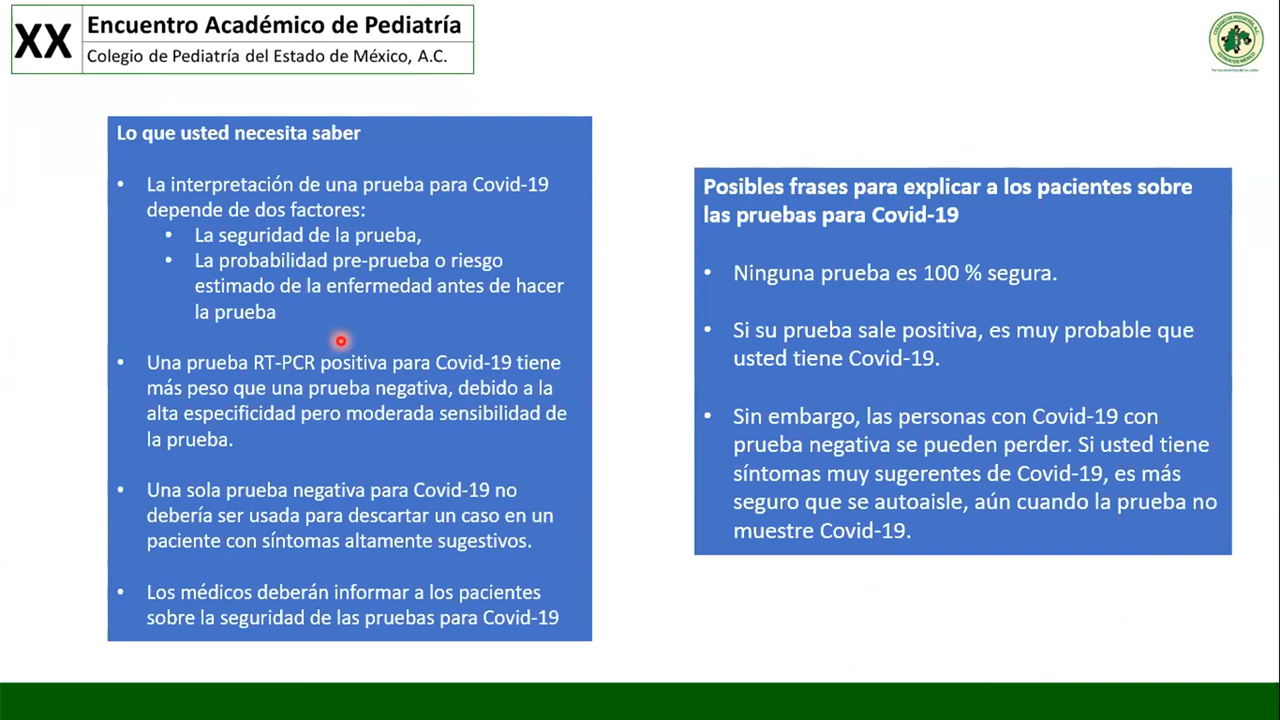 XX
Encuentro Académico de Pediatría
Colegio de Pediatría del Estado de México, A.C.
Lo que usted necesita saber
• La interpretación de una prueba para Covid-19
depende de dos factores:
• La seguridad de la prueba,
• La probabilidad pre-prueba o riesgo
estimado de la enfermedad antes de hacer
la prueba
• Una prueba RT-PCR positiva para Covid-19 tiene
más peso que una prueba negativa, debido a la
alta especificidad pero moderada sensibilidad de
la prueba.
• Una sola prueba negativa para Covid-19 no
debería ser usada para descartar un caso en un
paciente con síntomas altamente sugestivos.
• Los médicos deberán informar a los pacientes
sobre la seguridad de las pruebas para Covid-19
Posibles frases para explicar a los pacientes sobre
las pruebas para Covid-19
• Ninguna prueba es 100 % segura.
• Si su prueba sale positiva, es muy probable que
usted tiene Covid-19.
• Sin embargo, las personas con Covid-19 con
prueba negativa se pueden perder. Si usted tiene
síntomas muy sugerentes de Covid-19, es más
seguro que se autoaisle, aún cuando la prueba no
muestre Covid-19.